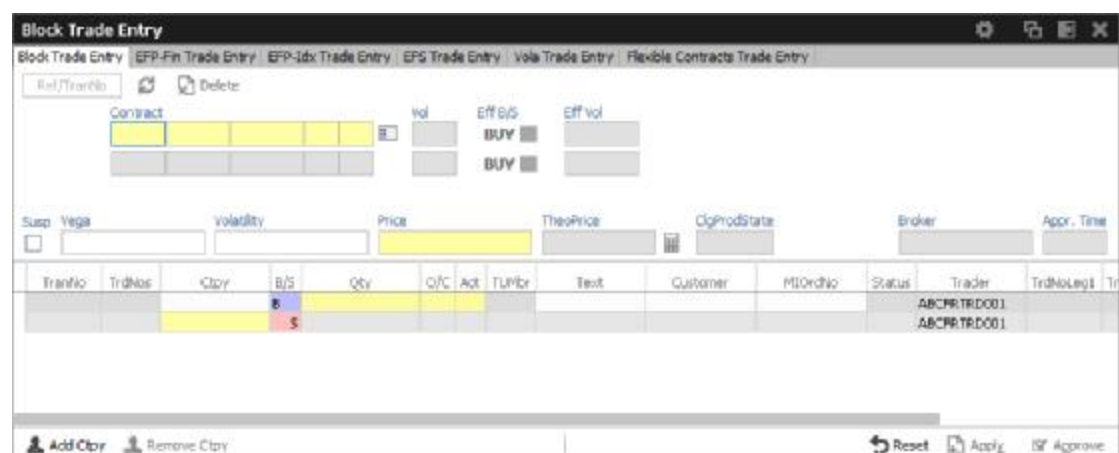 Block Trade Entry
Block Trade Entry EFP-Fin Trade Entry EFP-Idx Trade Entry EFS Trade Entry Vola Trade Entry Flexible Contracts Trade Entry
Ref/TranNo Delete
Contract Vol Eff B/S Eff Vol
BUY
BUY
Susp Vega Volatility Price TheoPrice ClgProdState Broker Appr. Time
TranNo TrdNos Ctpy B/S Qty O/C Act TUMbr Text Customer MIOrdNo Status Trader TrdNoLeg1 Tr
B ABCFRTRD001
S ABCFRTRD001
Add Ctpy Remove Ctpy Reset Apply Approve